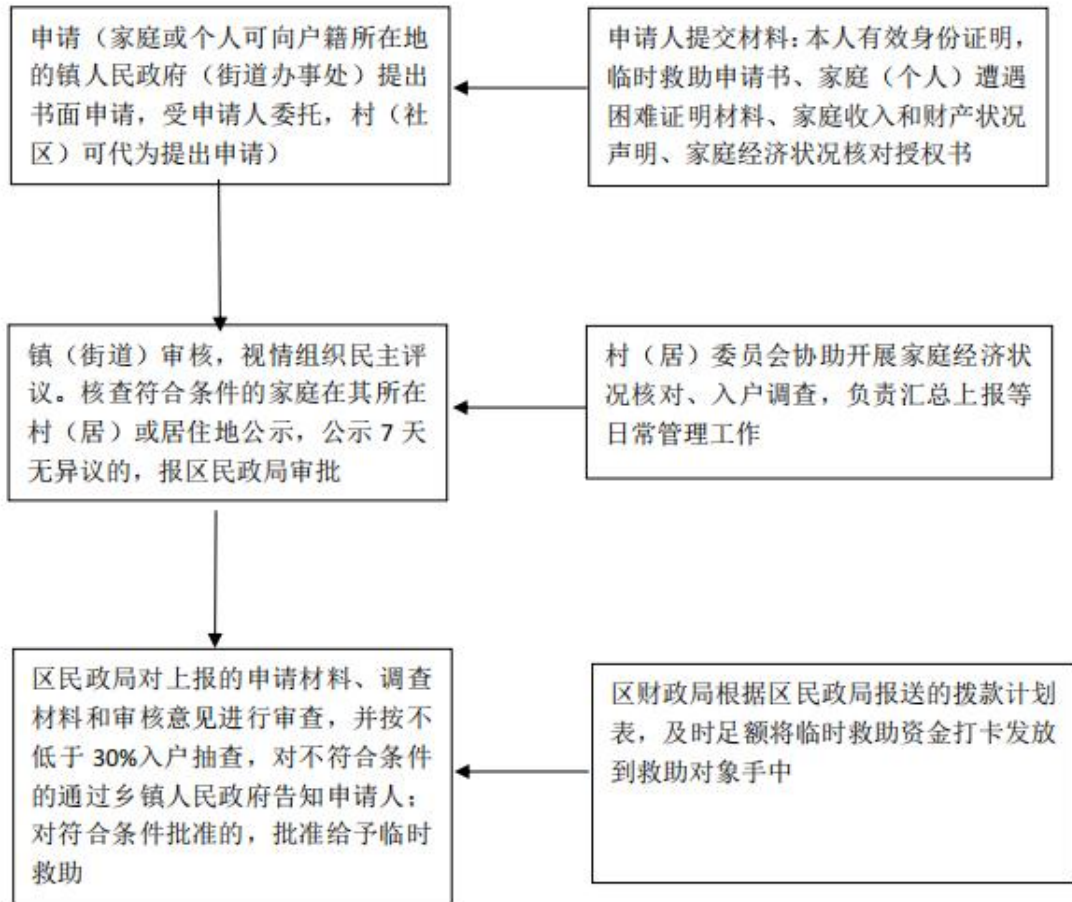 申请（家庭或个人可向户籍所在地
的镇人民政府（街道办事处）提出
书面申请，受申请人委托，村（社
区）可代为提出申请）
申请人提交材料：本人有效身份证明，
临时救助申请书、家庭（个人）遭遇
困难证明材料、家庭收入和财产状况
声明、家庭经济状况核对授权书
镇（街道）审核，视情组织民主评
议。核查符合条件的家庭在其所在
村（居）或居住地公示，公示 7 天
无异议的，报区民政局审批
村（居）委员会协助开展家庭经济状
况核对、入户调查，负责汇总上报等
日常管理工作
区民政局对上报的申请材料、调查
材料和审核意见进行审查，并按不
低于 30%入户抽查，对不符合条件
的通过乡镇人民政府告知申请人；
对符合条件批准的，批准给予临时
救助
区财政局根据区民政局报送的拨款计划
表，及时足额将临时救助资金打卡发放
到救助对象手中